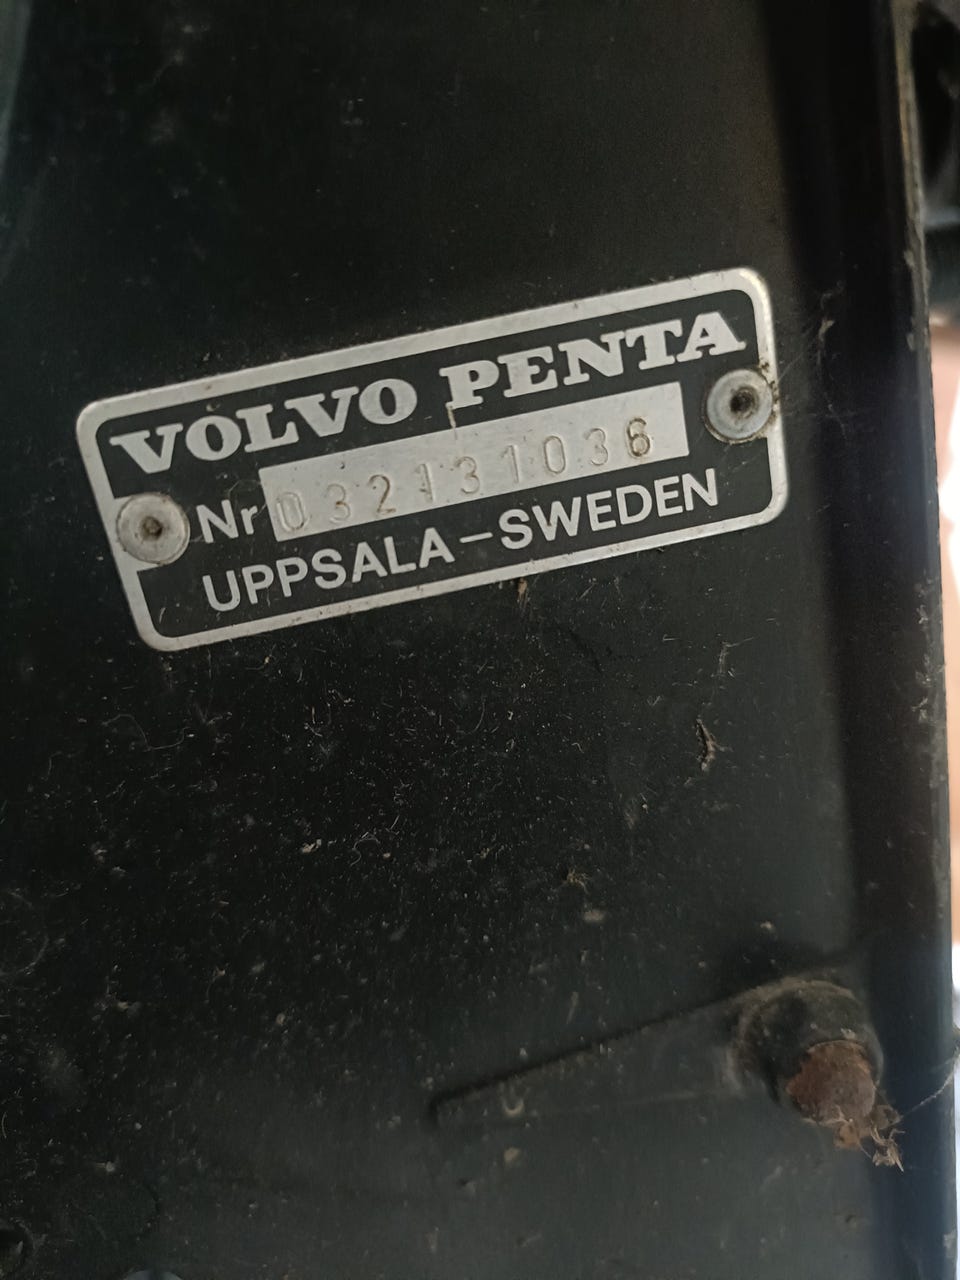 VOLVO PENTA
Nr 032131036
UPPSALA–SWEDEN